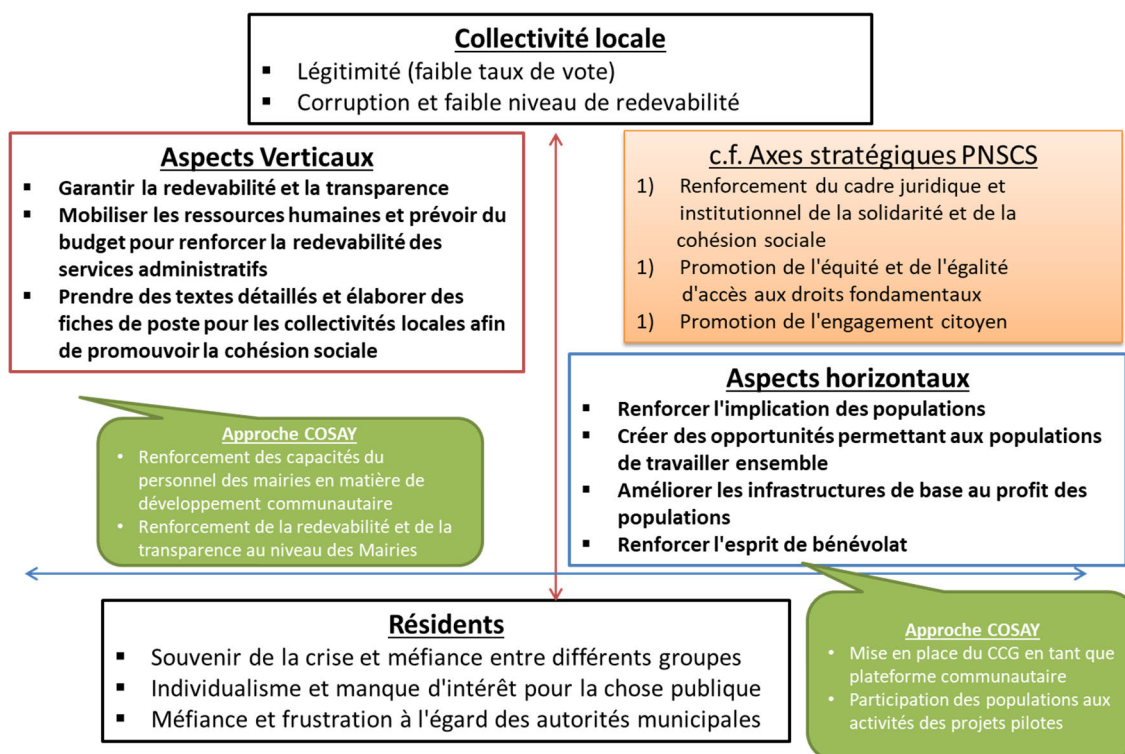 Collectivité locale
▪ Légitimité (faible taux de vote)
▪ Corruption et faible niveau de redevabilité
Aspects Verticaux
▪ Garantir la redevabilité et la transparence
▪ Mobiliser les ressources humaines et prévoir du
budget pour renforcer la redevabilité des
services administratifs
▪ Prendre des textes détaillés et élaborer des
fiches de poste pour les collectivités locales afin
de promouvoir la cohésion sociale
c.f. Axes stratégiques PNSCS
1) Renforcement du cadre juridique et
institutionnel de la solidarité et de la
cohésion sociale
1) Promotion de l'équité et de l'égalité
d'accès aux droits fondamentaux
1) Promotion de l'engagement citoyen
Approche COSAY
• Renforcement des capacités du
personnel des mairies en matière de
développement communautaire
• Renforcement de la redevabilité et de la
transparence au niveau des Mairies
Aspects horizontaux
▪ Renforcer l'implication des populations
▪ Créer des opportunités permettant aux populations
de travailler ensemble
▪ Améliorer les infrastructures de base au profit des
populations
▪ Renforcer l'esprit de bénévolat
Résidents
▪ Souvenir de la crise et méfiance entre différents groupes
▪ Individualisme et manque d'intérêt pour la chose publique
▪ Méfiance et frustration à l'égard des autorités municipales
Approche COSAY
• Mise en place du CCG en tant que
plateforme communautaire
• Participation des populations aux
activités des projets pilotes